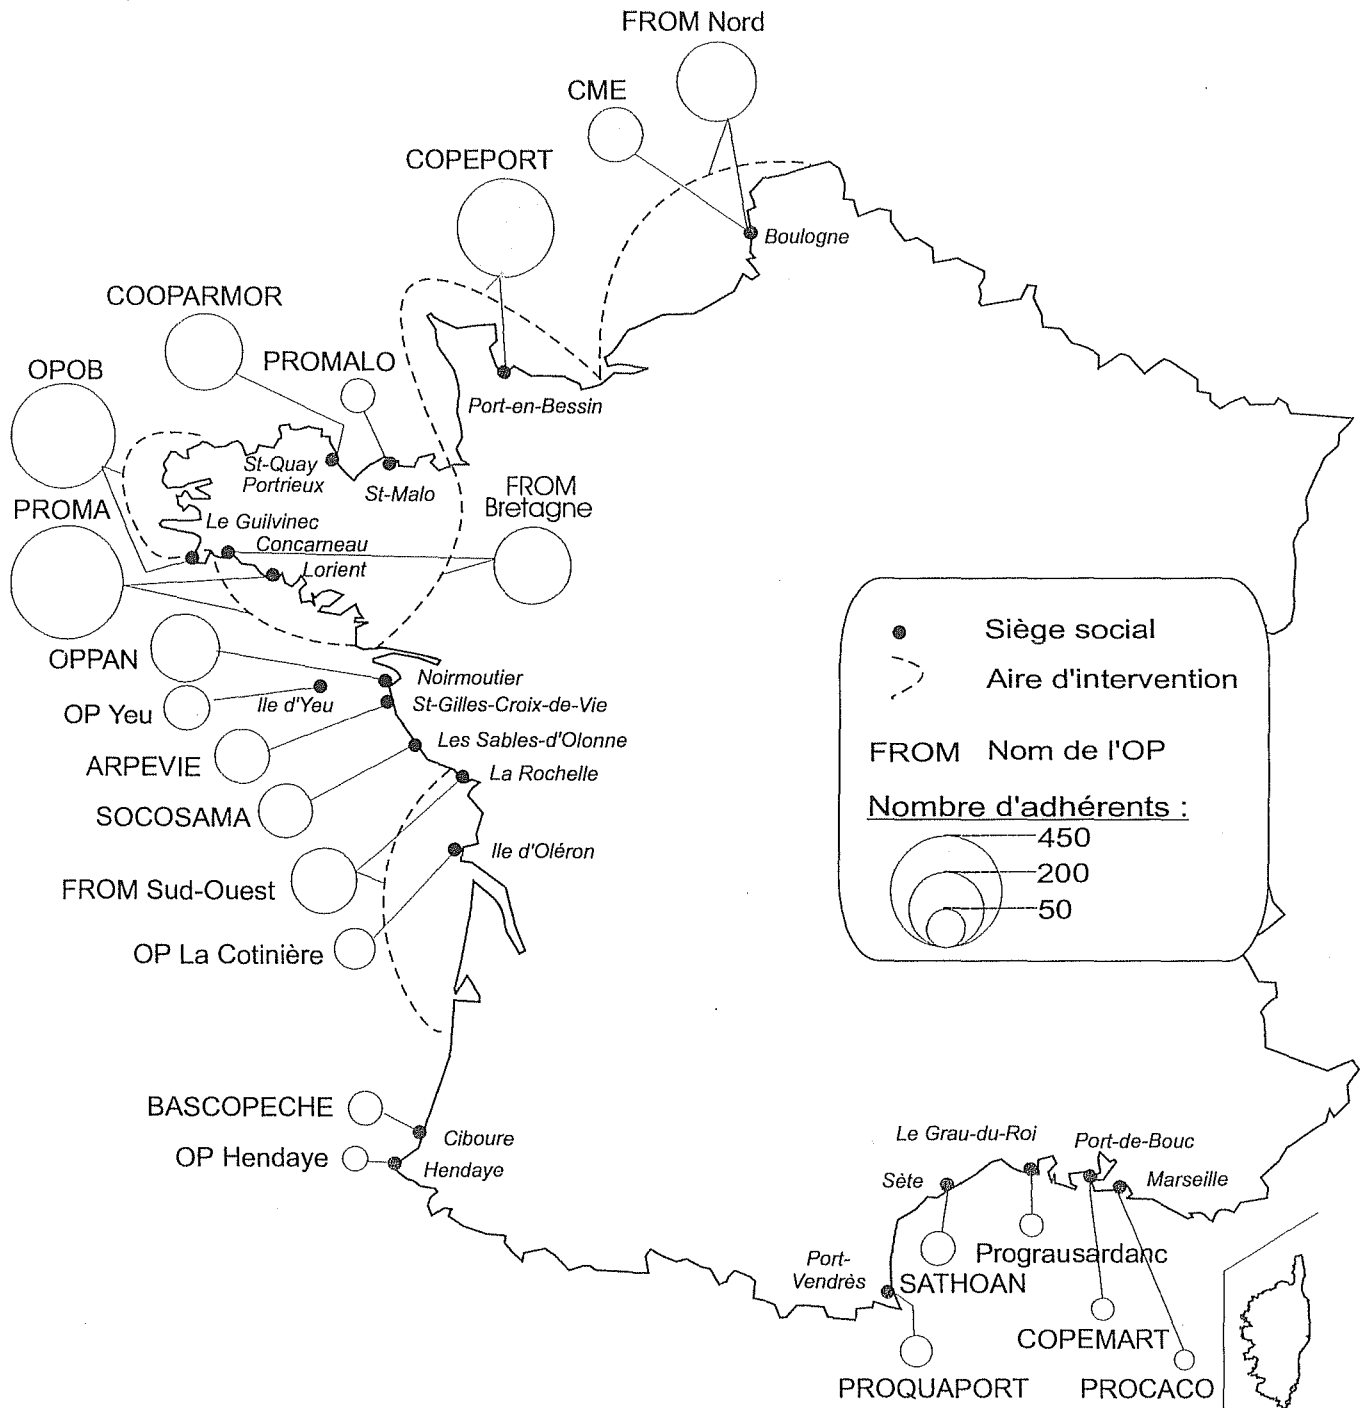 FROM Nord
CME
COPEPORT
Boulogne
COOPARMOR
PROMALO
OPOB
Port-en-Bessin
St-Quay
Portrieux
St-Malo
FROM
Bretagne
PROMA
Le Guilvinec
Concarneau
Lorient
OPPAN
Noirmoutier
OP Yeu
Ile d'Yeu
St-Gilles-Croix-de-Vie
ARPEVIE
Les Sables-d'Olonne
La Rochelle
SOCOSAMA
Ile d'Oléron
FROM Sud-Ouest
OP La Cotinière
Siège social
Aire d'intervention
FROM Nom de l'OP
Nombre d'adhérents :
450
200
50
BASCOPECHE
Ciboure
OP Hendaye
Hendaye
Le Grau-du-Roi
Port-de-Bouc
Sète
Marseille
Prograusardanc
Port-
Vendrès
SATHOAN
COPEMART
PROQUAPORT
PROCACO